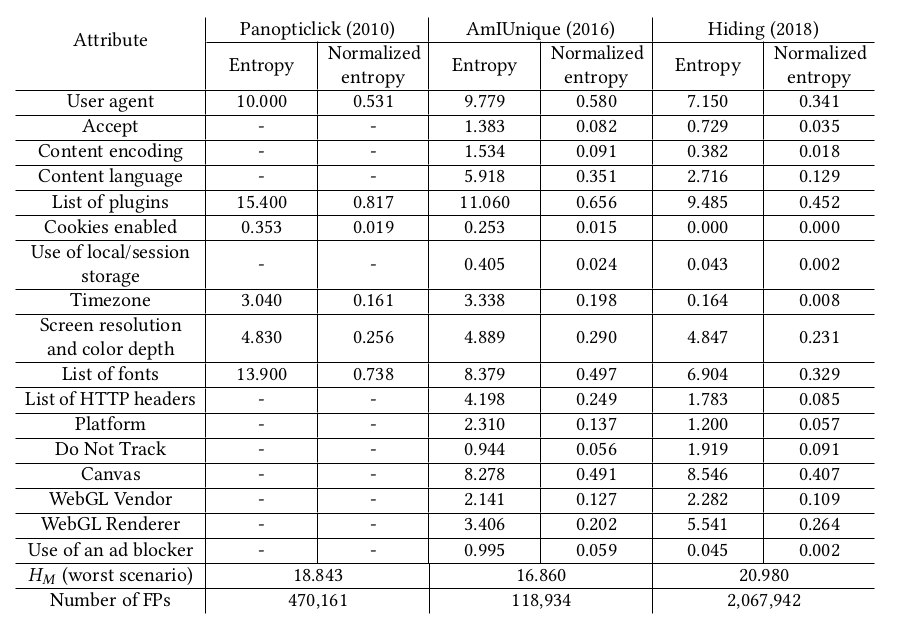 Attribute Panopticlick (2010) AmIUnique (2016) Hiding (2018)
Entropy Normalized entropy Entropy Normalized entropy Entropy Normalized entropy
User agent 10.000 0.531 9.779 0.580 7.150 0.341
Accept - - 1.383 0.082 0.729 0.035
Content encoding - - 1.534 0.091 0.382 0.018
Content language - - 5.918 0.351 2.716 0.129
List of plugins 15.400 0.817 11.060 0.656 9.485 0.452
Cookies enabled 0.353 0.019 0.253 0.015 0.000 0.000
Use of local/session storage - - 0.405 0.024 0.043 0.002
Timezone 3.040 0.161 3.338 0.198 0.164 0.008
Screen resolution and color depth 4.830 0.256 4.889 0.290 4.847 0.231
List of fonts 13.900 0.738 8.379 0.497 6.904 0.329
List of HTTP headers - - 4.198 0.249 1.783 0.085
Platform - - 2.310 0.137 1.200 0.057
Do Not Track - - 0.944 0.056 1.919 0.091
Canvas - - 8.278 0.491 8.546 0.407
WebGL Vendor - - 2.141 0.127 2.282 0.109
WebGL Renderer - - 3.406 0.202 5.541 0.264
Use of an ad blocker - - 0.995 0.059 0.045 0.002
H_M (worst scenario) 18.843 16.860 20.980
Number of FPs 470,161 118,934 2,067,942